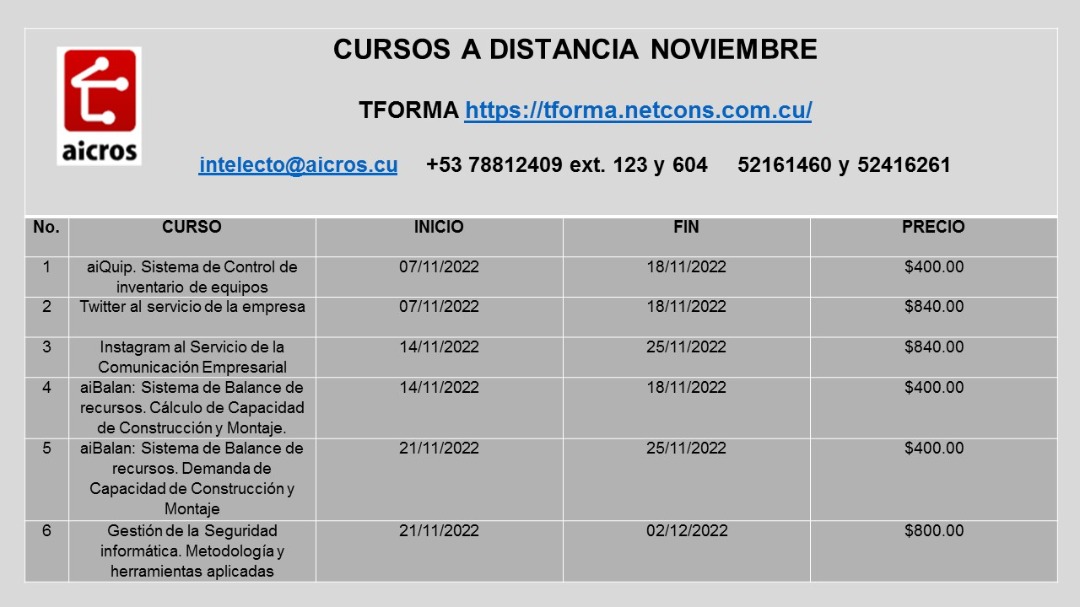 CURSOS A DISTANCIA NOVIEMBRE
aicros
TFORMA https://tforma.netcons.com.cu/
intelecto@aicros.cu +53 78812409 ext. 123 y 604 52161460 y 52416261
No. CURSO INICIO FIN PRECIO
1 aiQuip. Sistema de Control de 07/11/2022 18/11/2022 $400.00
inventario de equipos
2 Twitter al servicio de la empresa 07/11/2022 18/11/2022 $840.00
3 Instagram al Servicio de la 14/11/2022 25/11/2022 $840.00
Comunicación Empresarial
4 aiBalan: Sistema de Balance de 14/11/2022 18/11/2022 $400.00
recursos. Cálculo de Capacidad
de Construcción y Montaje.
5 aiBalan: Sistema de Balance de 21/11/2022 25/11/2022 $400.00
recursos. Demanda de
Capacidad de Construcción y
Montaje
6 Gestión de la Seguridad 21/11/2022 02/12/2022 $800.00
informática. Metodología y
herramientas aplicadas